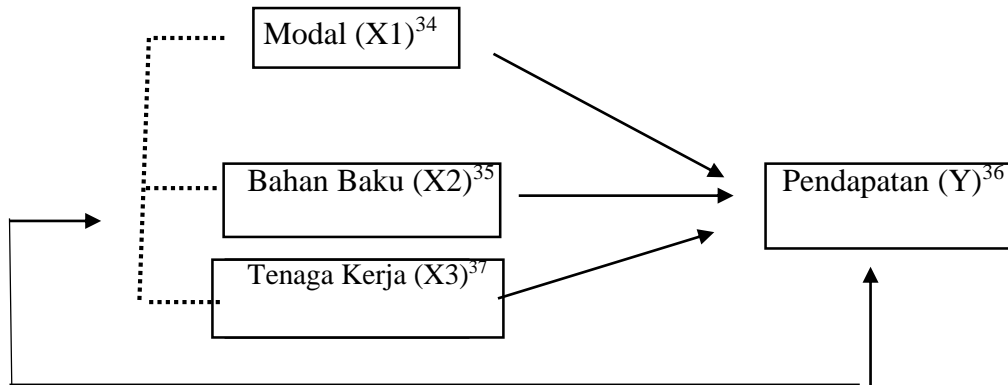 Modal (X1)³⁴
Bahan Baku (X2)³⁵
Pendapatan (Y)³⁶
Tenaga Kerja (X3)³⁷